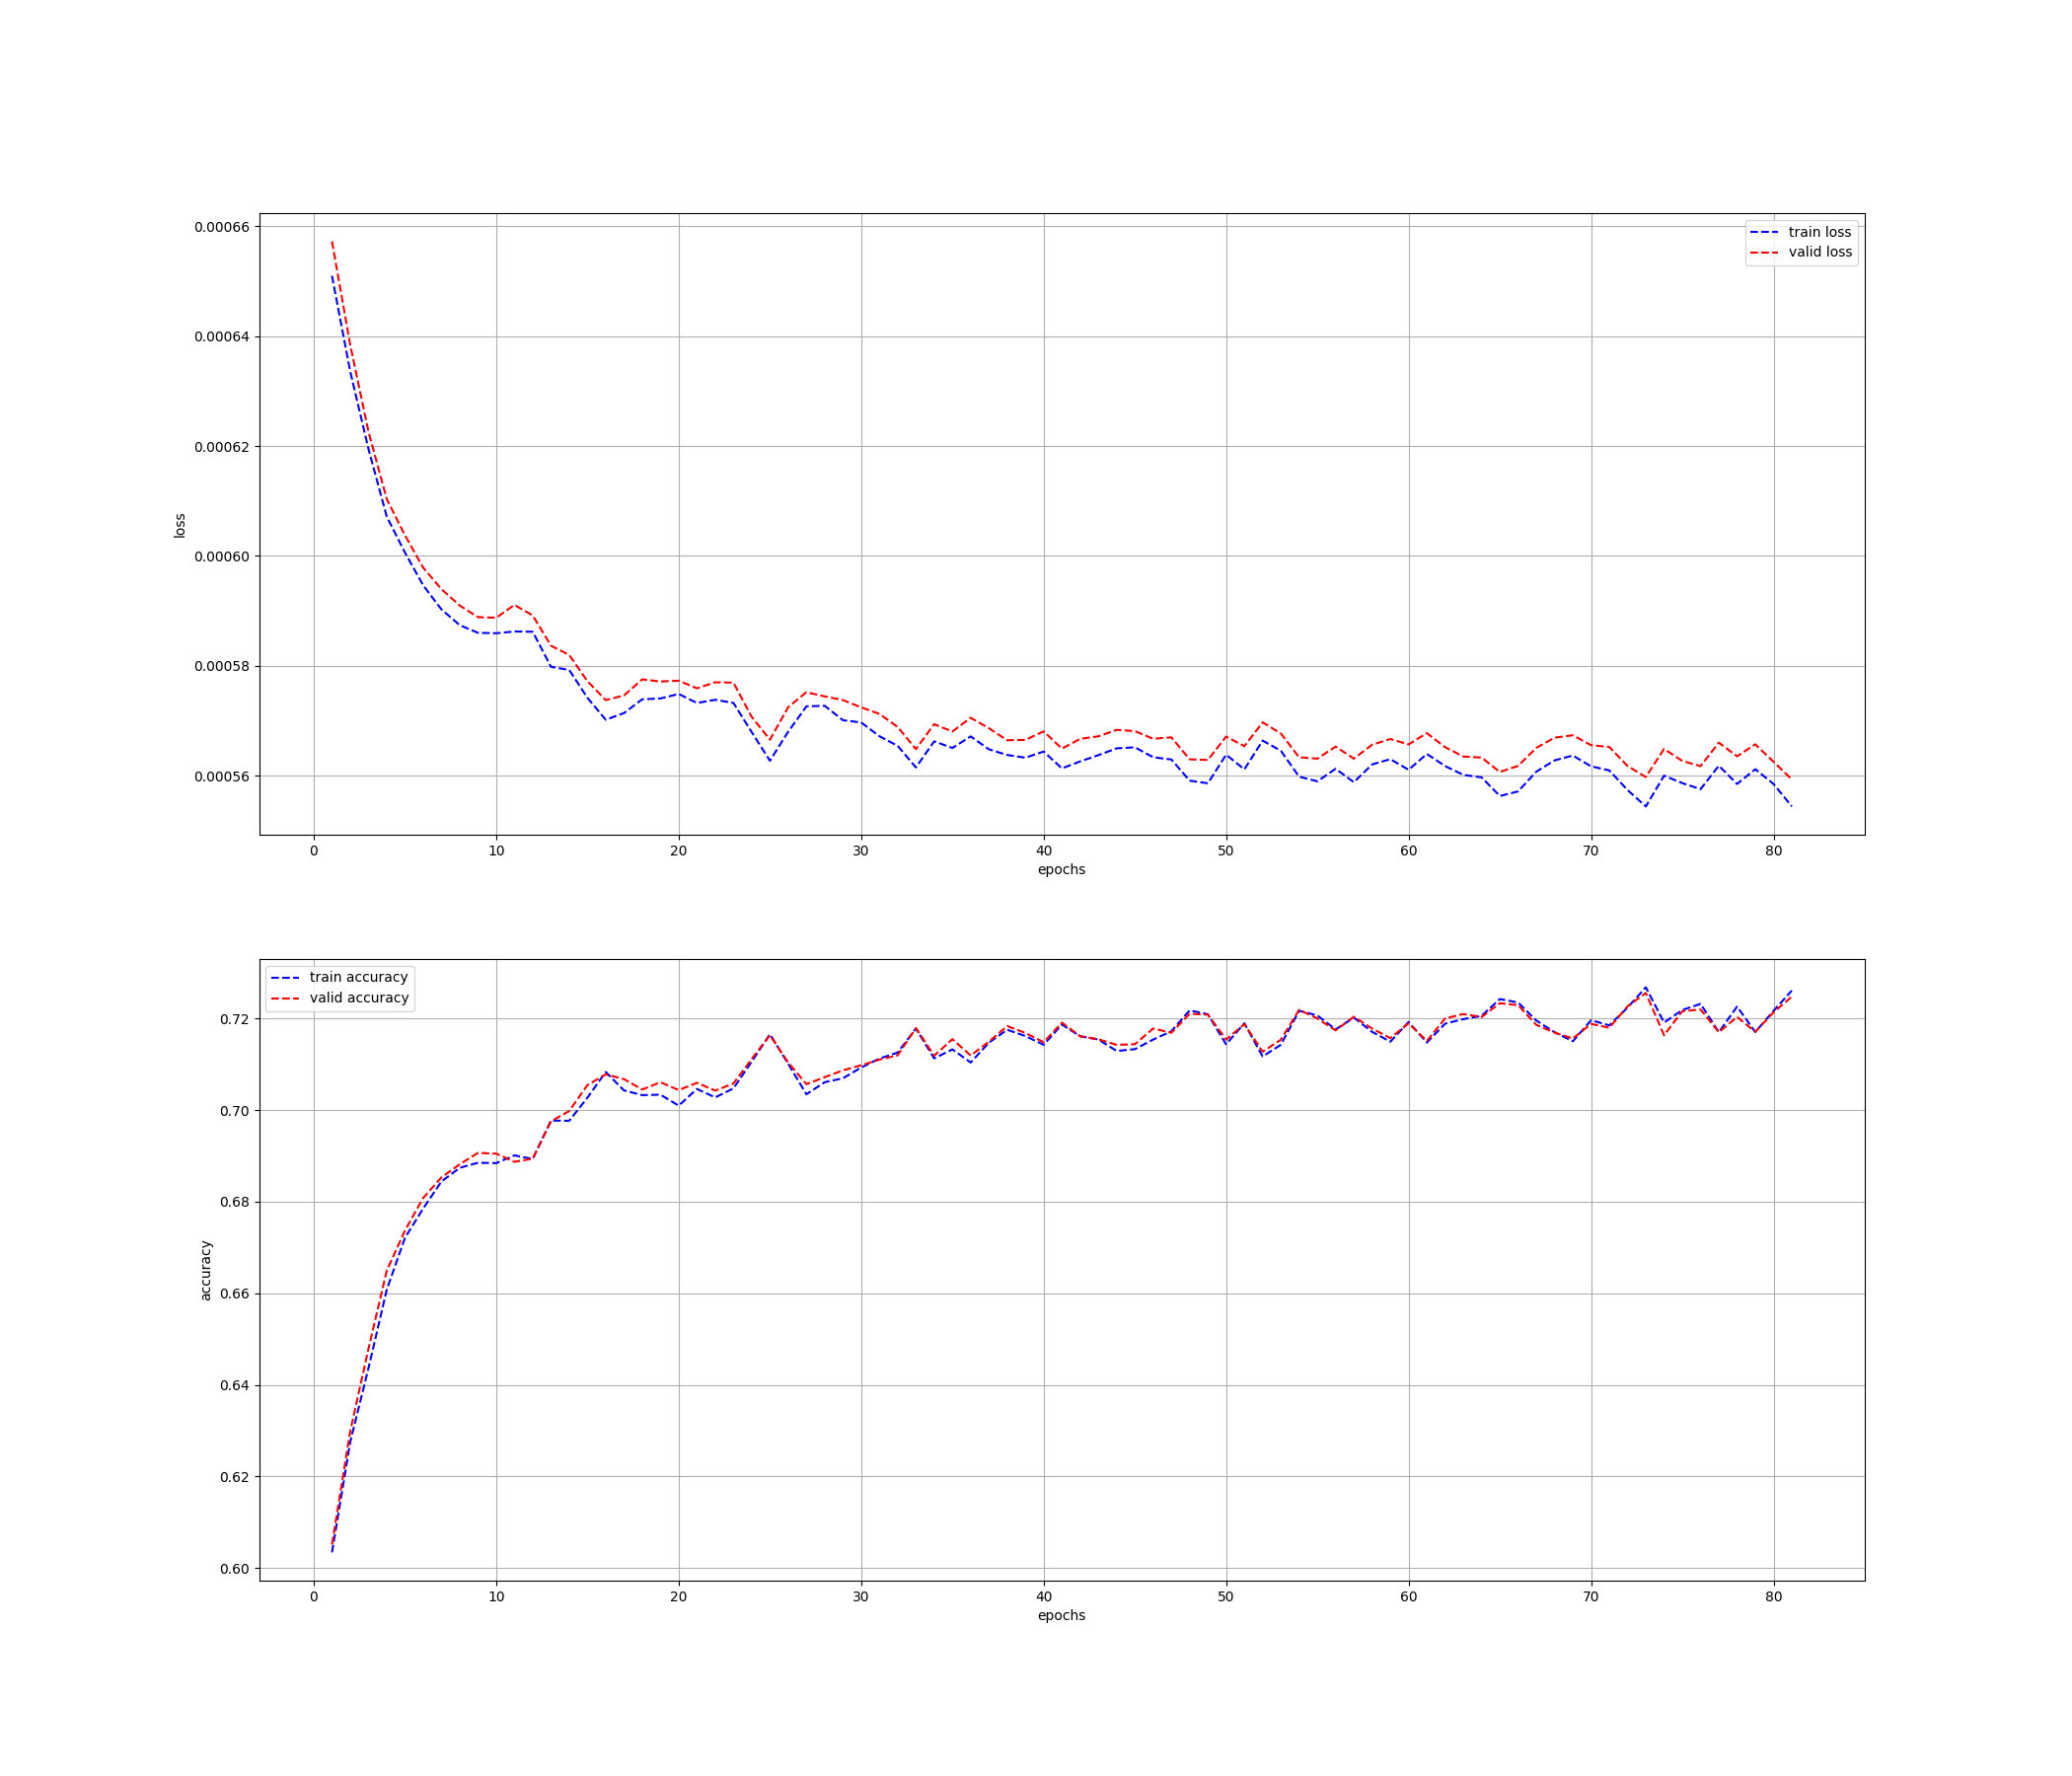 0.00066
0.00064
0.00062
0.00060
0.00058
0.00056
loss
train loss
valid loss
0 10 20 30 40 50 60 70 80
epochs
train accuracy
valid accuracy
0.72
0.70
0.68
0.66
0.64
0.62
0.60
accuracy
0 10 20 30 40 50 60 70 80
epochs